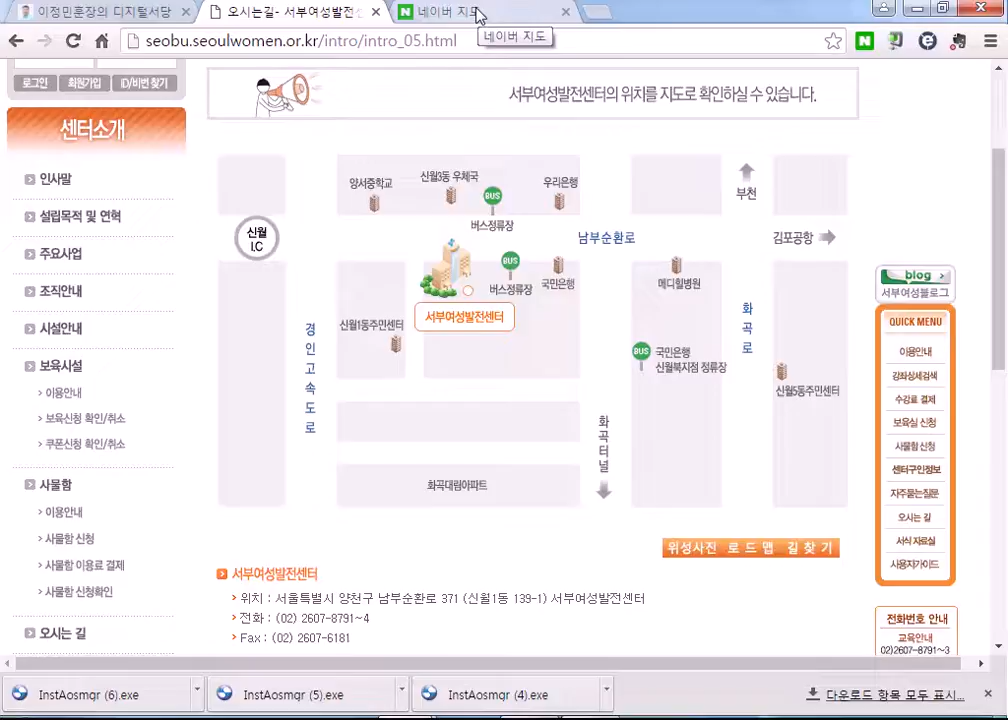 이정민훈장의 디지털서당
오시는길- 서부여성발전센
네이버 지도
네이버 지도
seobu.seoulwomen.or.kr/intro/intro_05.html
로그인 회원가입 ID/비번 찾기
서부여성발전센터의 위치를 지도로 확인하실 수 있습니다.
센터소개
인사말
설립목적 및 연혁
주요사업
조직안내
시설안내
보육시설
이용안내
보육신청 확인/취소
쿠폰신청 확인/취소
사물함
이용안내
사물함 신청
사물함 이용료 결제
사물함 신청확인
오시는 길
양서중학교
신월3동 우체국
BUS
버스정류장
우리은행
부천
신월
I.C
남부순환로
김포공항
BUS
버스정류장
국민은행
메디힐병원
서부여성발전센터
신월1동주민센터
경인고속도로
화곡로
BUS
국민은행
신월북지점 정류장
신월5동주민센터
화곡터널
화곡대림아파트
위성사진 로드맵 길찾기
서부여성발전센터
위치 : 서울특별시 양천구 남부순환로 371 (신월1동 139-1) 서부여성발전센터
전화 : (02) 2607-8791~4
Fax : (02) 2607-6181
blog
서부여성블로그
QUICK MENU
이용안내
강좌상세검색
수강료 결제
보육실 신청
사물함 신청
센터구인정보
자주묻는질문
오시는 길
서식 자료실
사용자가이드
전화번호 안내
교육안내
02)2607-8791~3
InstAosmgr (6).exe
InstAosmgr (5).exe
InstAosmgr (4).exe
다운로드 항목 모두 표시...